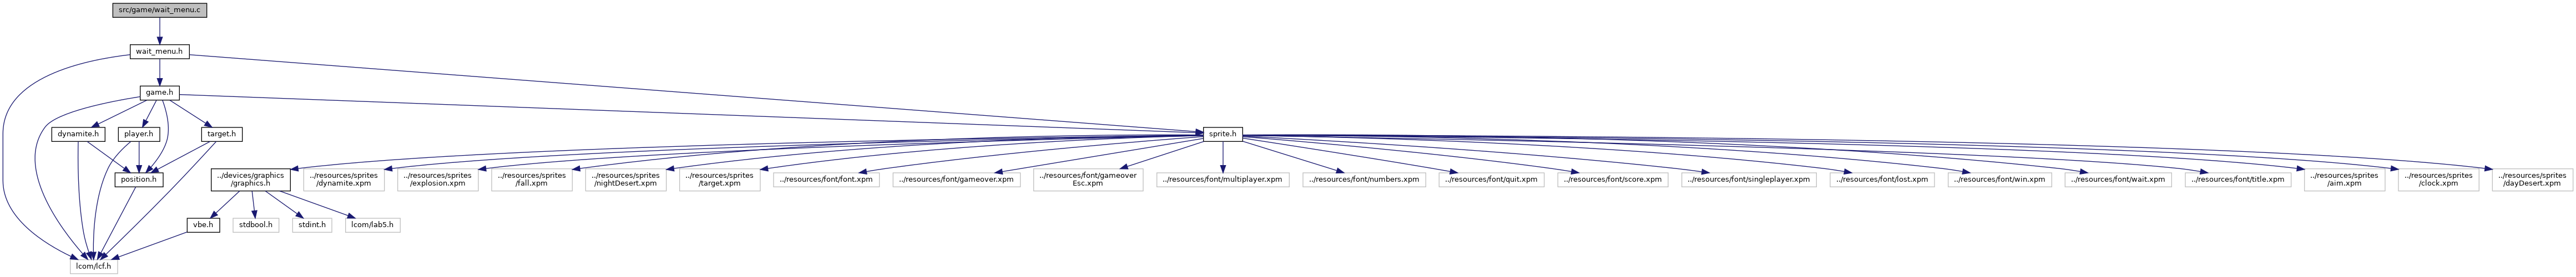 src/game/wait_menu.c
wait_menu.h
game.h
dynamite.h
player.h
target.h
sprite.h
position.h
../devices/graphics
/graphics.h
../resources/sprites
/dynamite.xpm
../resources/sprites
/explosion.xpm
../resources/sprites
/fall.xpm
../resources/sprites
/nightDesert.xpm
../resources/sprites
/target.xpm
../resources/font/font.xpm
../resources/font/gameover.xpm
../resources/font/gameover
Esc.xpm
../resources/font/multiplayer.xpm
../resources/font/numbers.xpm
../resources/font/quit.xpm
../resources/font/score.xpm
../resources/font/singleplayer.xpm
../resources/font/lost.xpm
../resources/font/win.xpm
../resources/font/wait.xpm
../resources/font/title.xpm
../resources/sprites
/aim.xpm
../resources/sprites
/clock.xpm
../resources/sprites
/dayDesert.xpm
vbe.h
stdbool.h
stdint.h
lcom/lab5.h
lcom/lcf.h